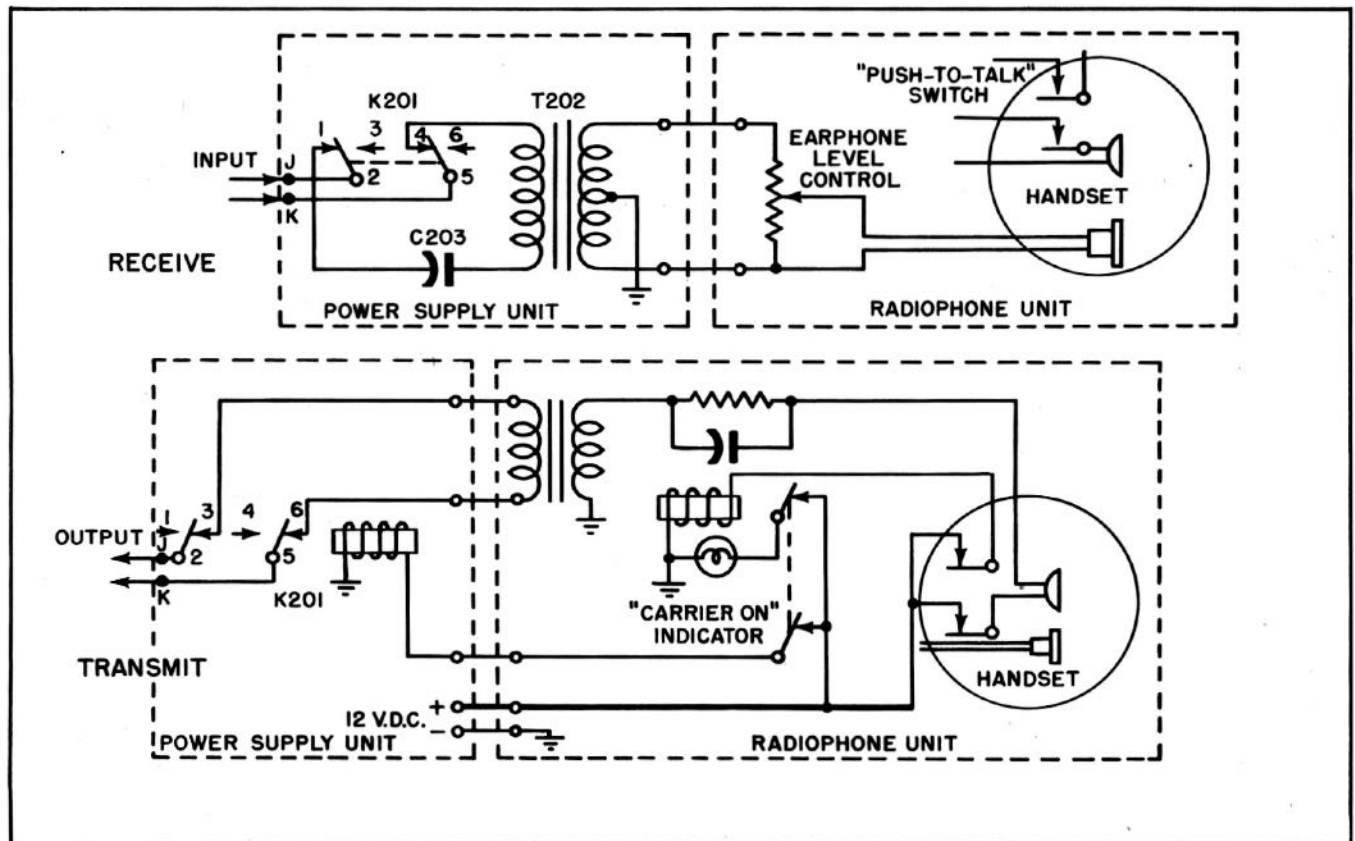 K201
T202
"PUSH-TO-TALK"
SWITCH
1
3
4
6
INPUT
J
2
5
K
EARPHONE
LEVEL
CONTROL
HANDSET
RECEIVE
C203
POWER SUPPLY UNIT
RADIOPHONE UNIT
1
3
4
6
OUTPUT
J
2
5
K
K201
"CARRIER ON"
INDICATOR
HANDSET
TRANSMIT
12 V.D.C.
+
-
POWER SUPPLY UNIT
RADIOPHONE UNIT